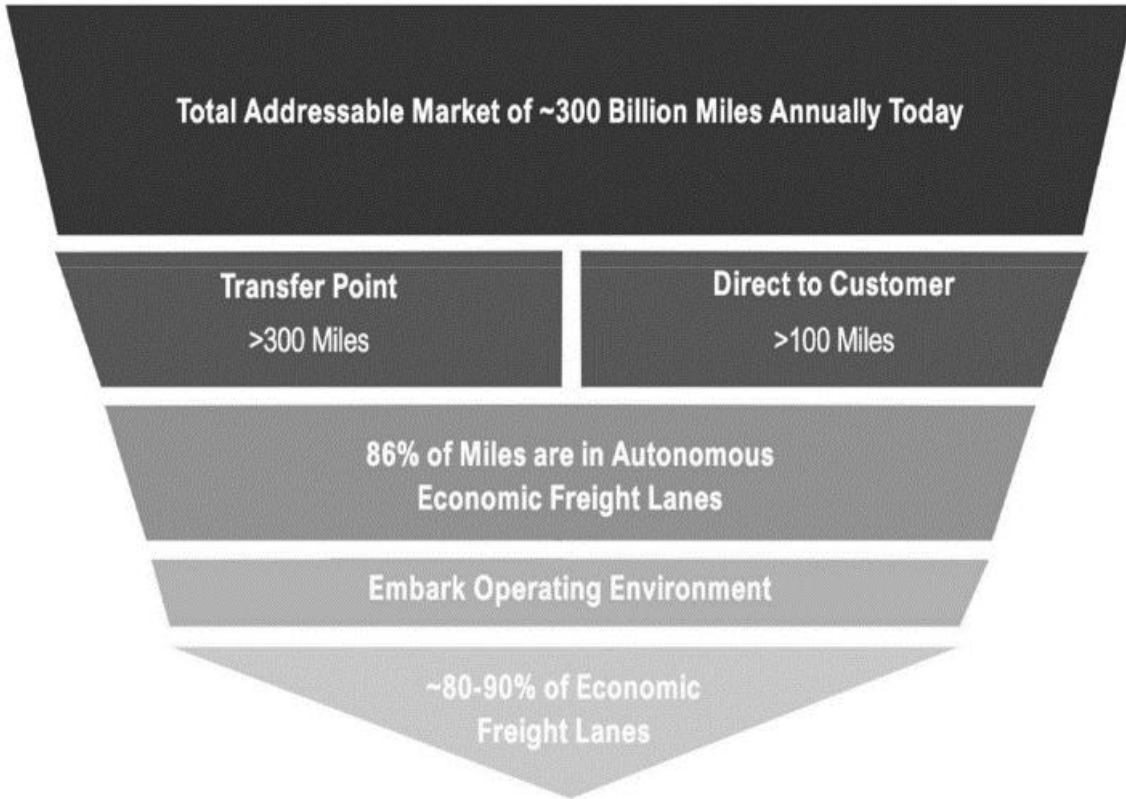 Total Addressable Market of ~300 Billion Miles Annually Today
Transfer Point
>300 Miles
Direct to Customer
>100 Miles
86% of Miles are in Autonomous
Economic Freight Lanes
Embark Operating Environment
~80-90% of Economic
Freight Lanes